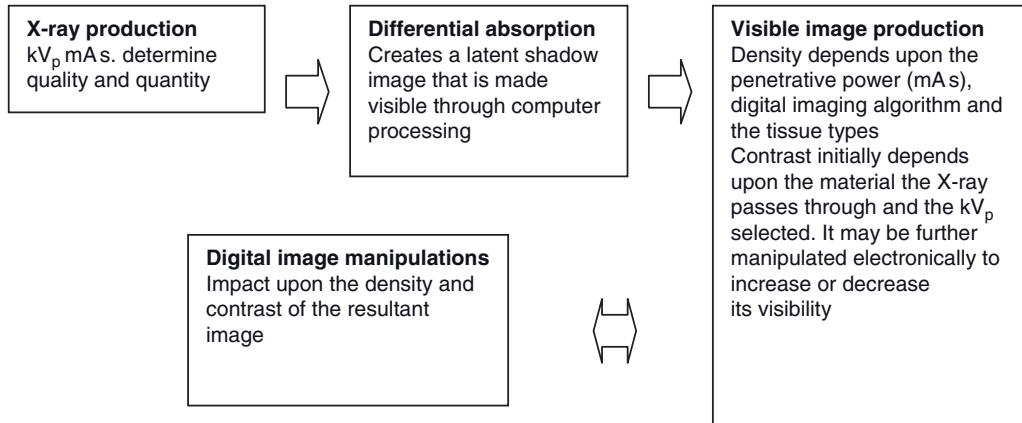 X-ray production
kVp mA s. determine
quality and quantity
Differential absorption
Creates a latent shadow
image that is made
visible through computer
processing
Visible image production
Density depends upon the
penetrative power (mA s),
digital imaging algorithm and
the tissue types
Contrast initially depends
upon the material the X-ray
passes through and the kVp
selected. It may be further
manipulated electronically to
increase or decrease
its visibility
Digital image manipulations
Impact upon the density and
contrast of the resultant
image